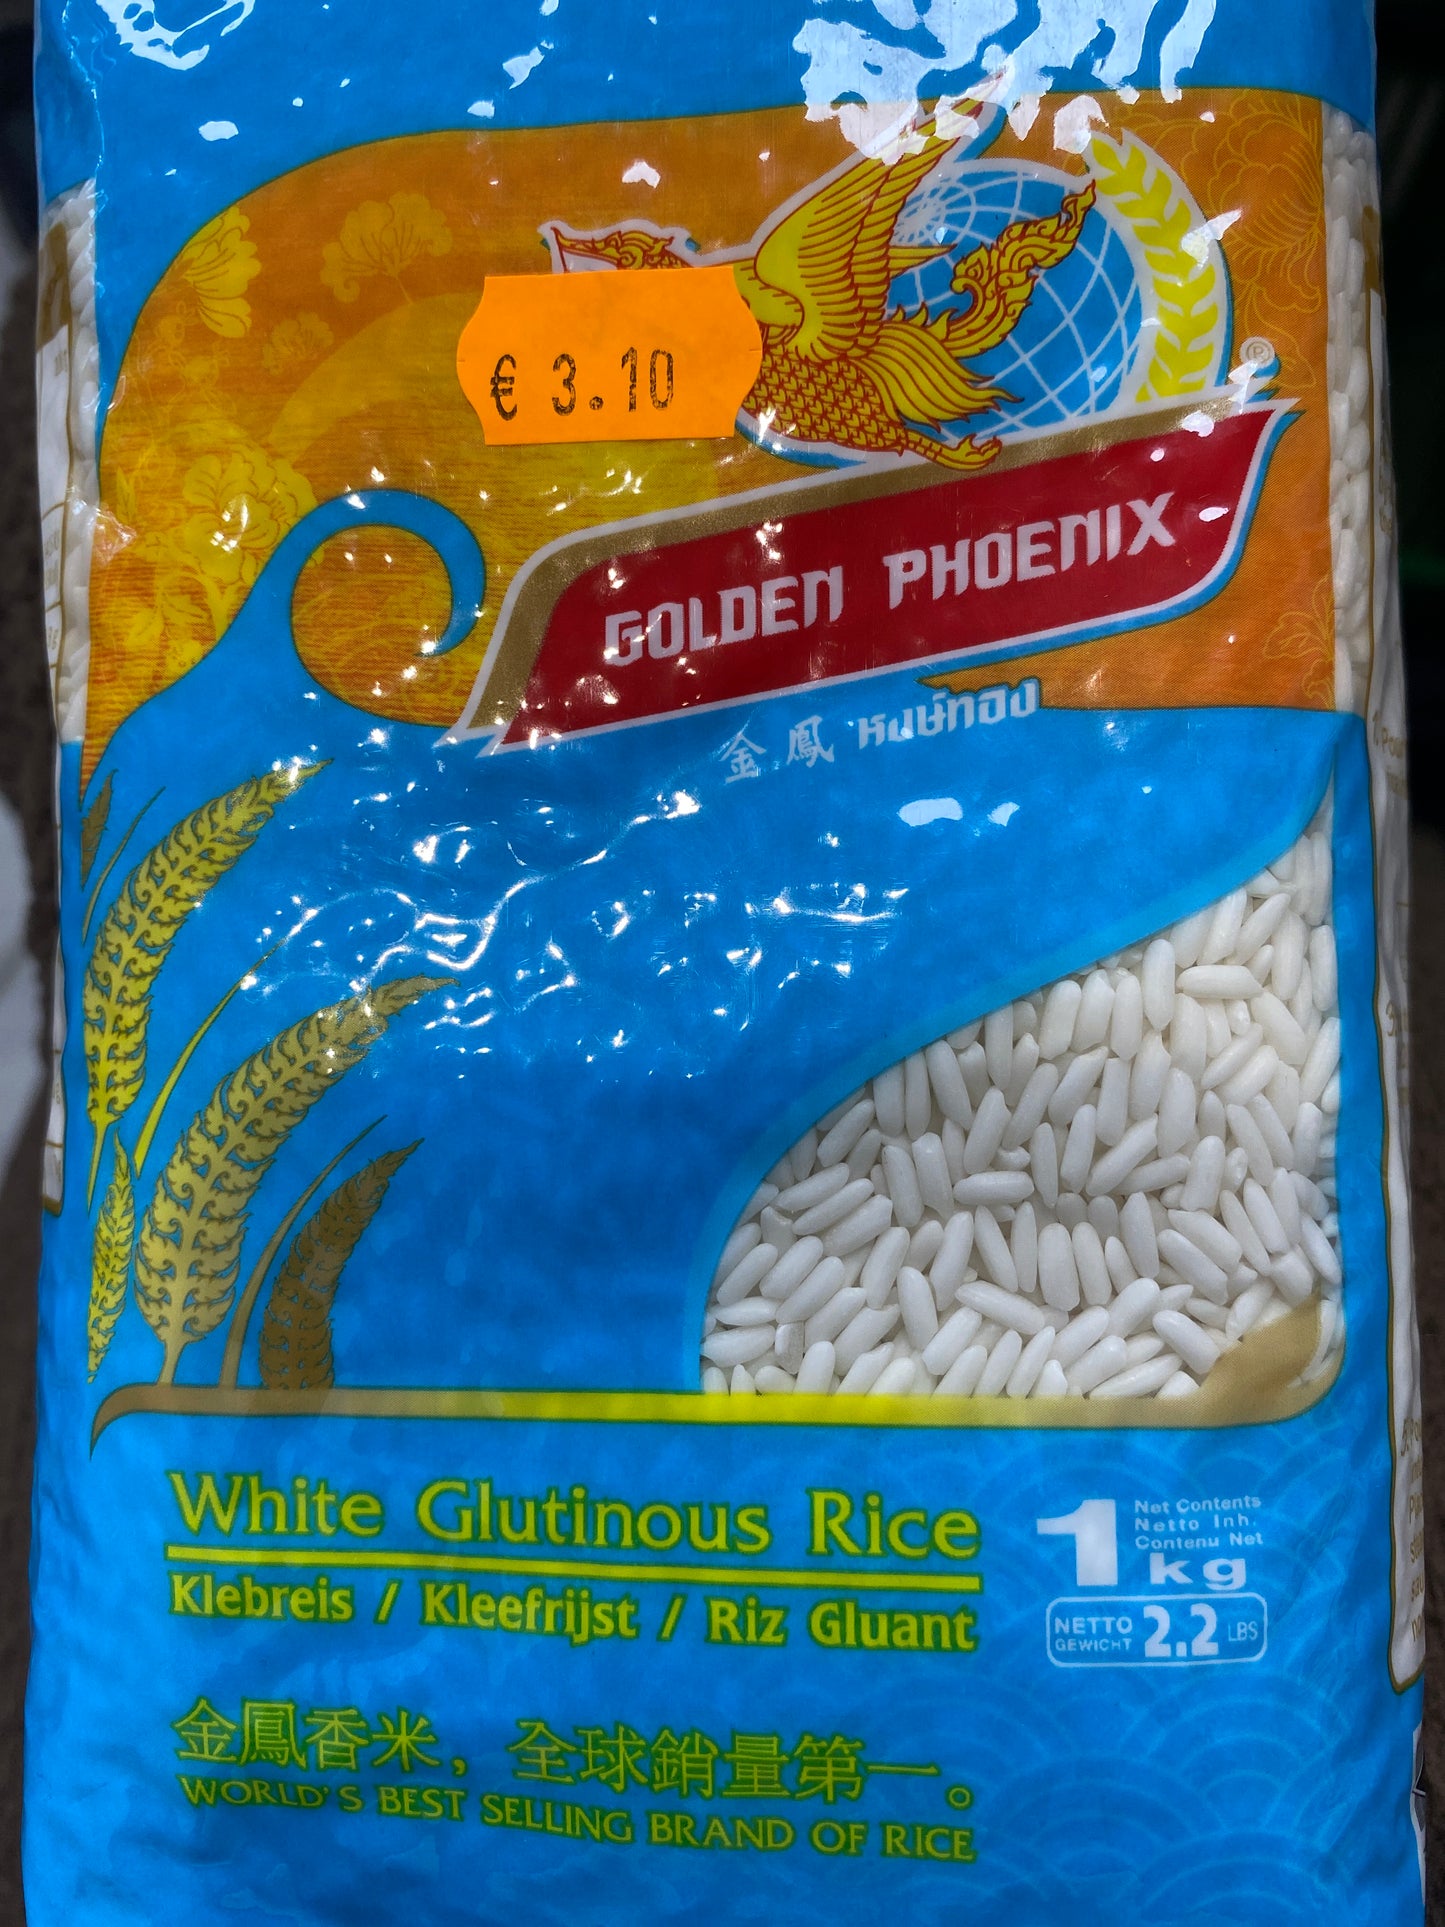 € 3.10
®
GOLDEN PHOENIX
金鳳 หงษ์ทอง
White Glutinous Rice
Klebreis / Kleefrijst / Riz Gluant
1 kg
Net Contents
Netto Inh.
Contenu Net
NETTO GEWICHT 2.2 LBS
金鳳香米，全球銷量第一。
WORLD'S BEST SELLING BRAND OF RICE